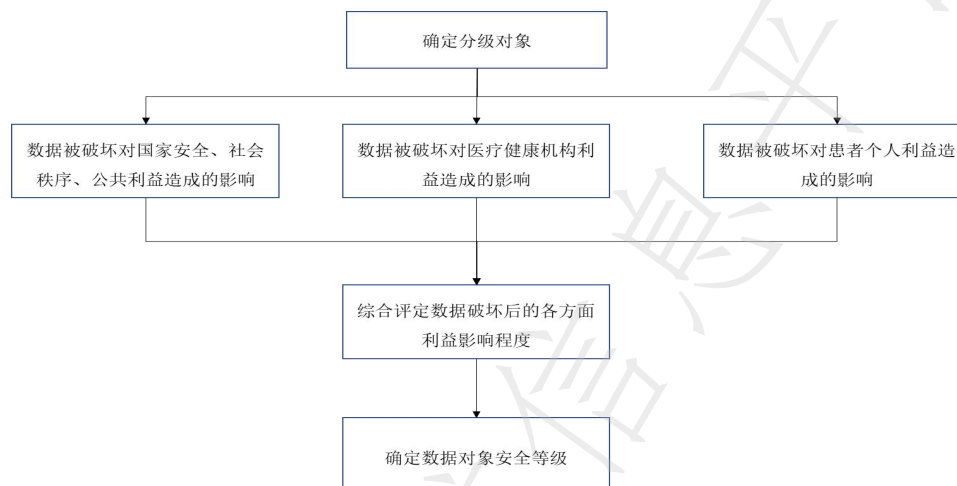 确定分级对象
数据被破坏对国家安全、社会
秩序、公共利益造成的影响
数据被破坏对医疗健康机构利
益造成的影响
数据被破坏对患者个人利益造
成的影响
综合评定数据破坏后的各方面
利益影响程度
确定数据对象安全等级
信息平